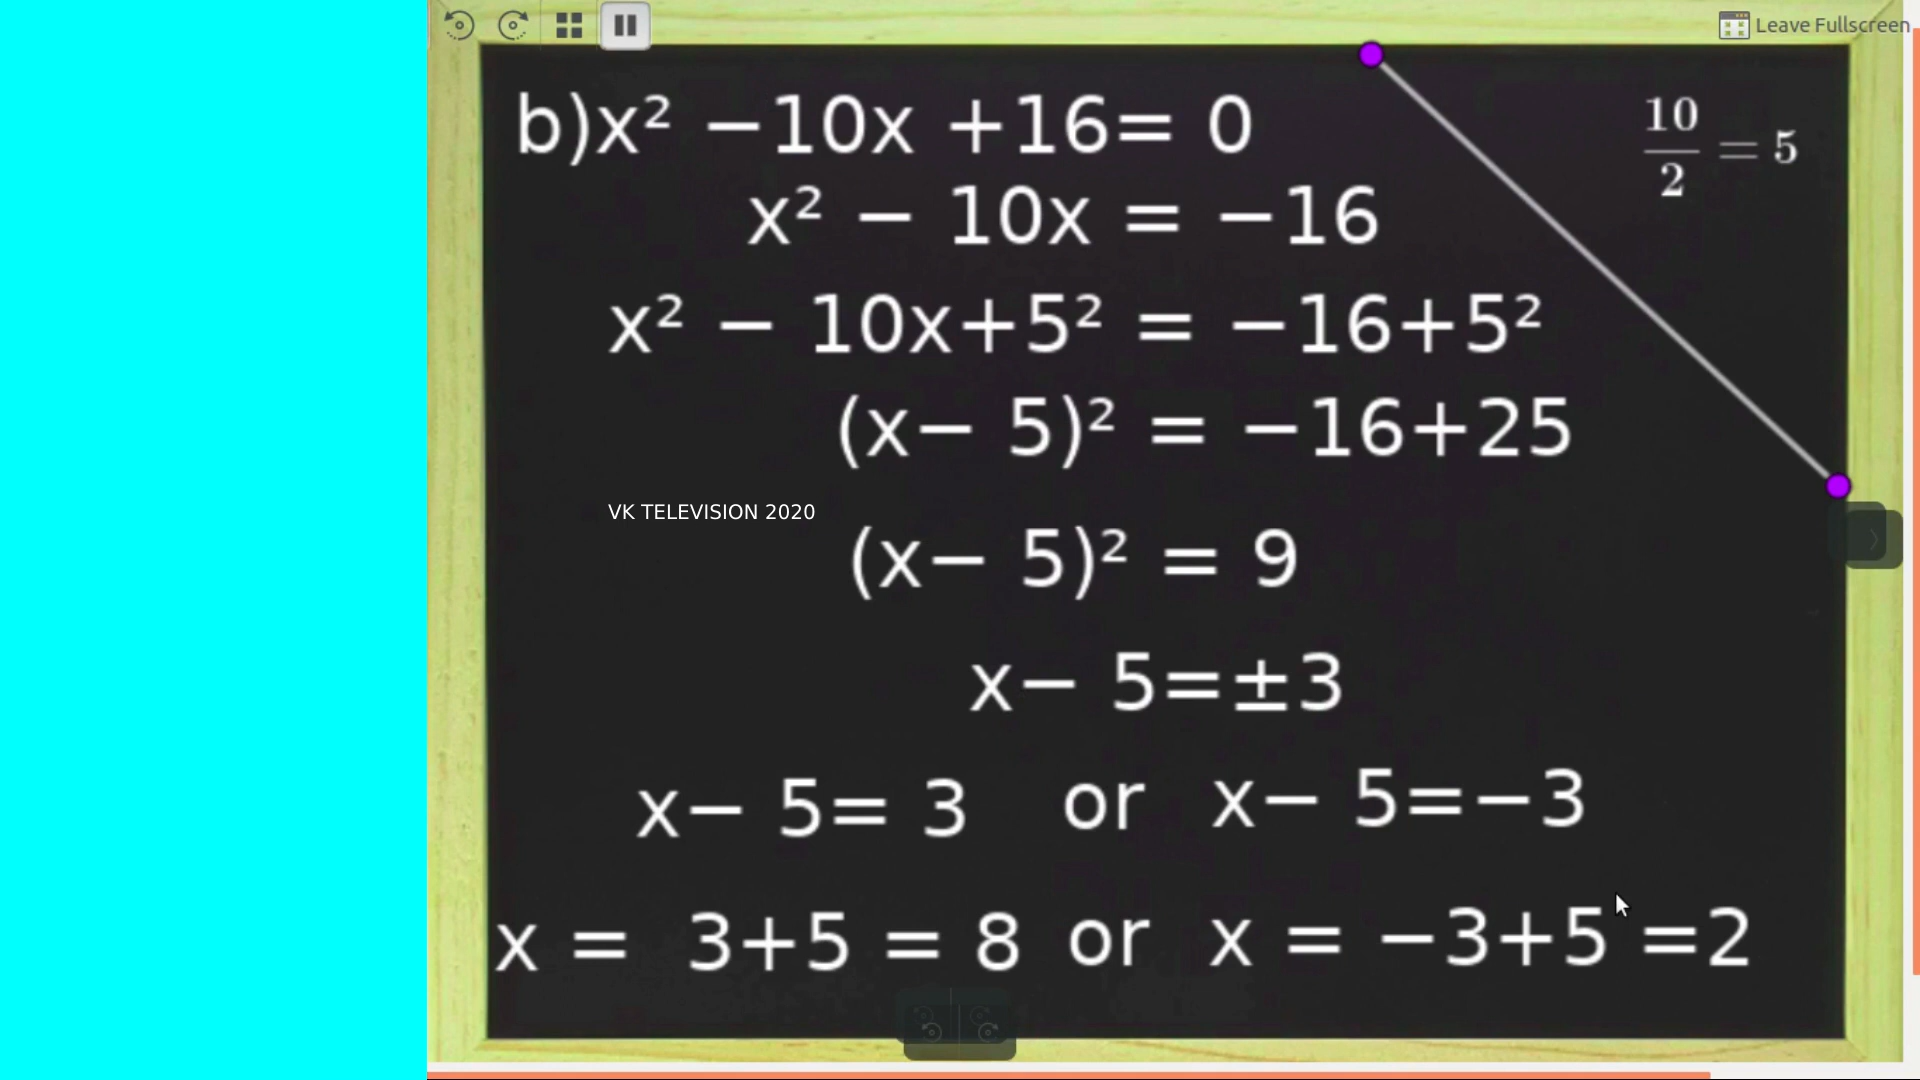 Leave Fullscreen
b)x² −10x +16= 0
10/2 = 5
x² − 10x = −16
x² − 10x+5² = −16+5²
(x− 5)² = −16+25
VK TELEVISION 2020
(x− 5)² = 9
x− 5=±3
x− 5= 3 or x− 5=−3
x = 3+5 = 8 or x = −3+5 =2